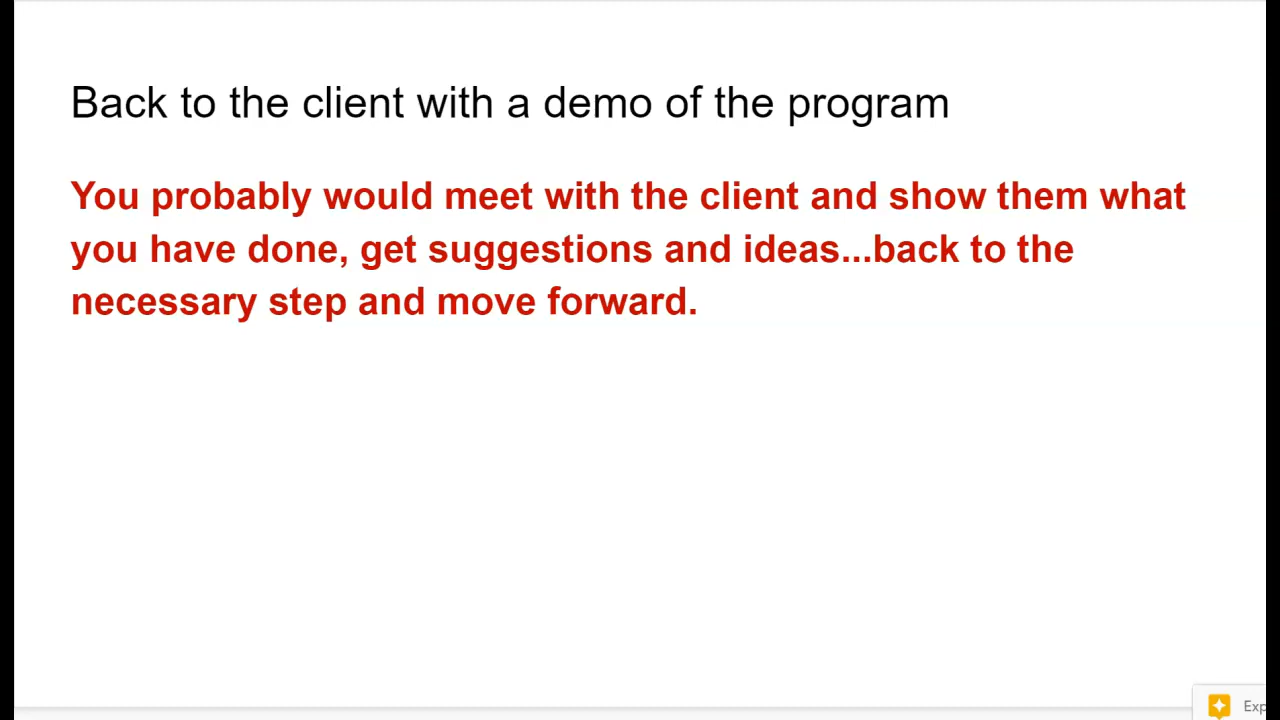 Back to the client with a demo of the program
You probably would meet with the client and show them what
you have done, get suggestions and ideas...back to the
necessary step and move forward.
Exp